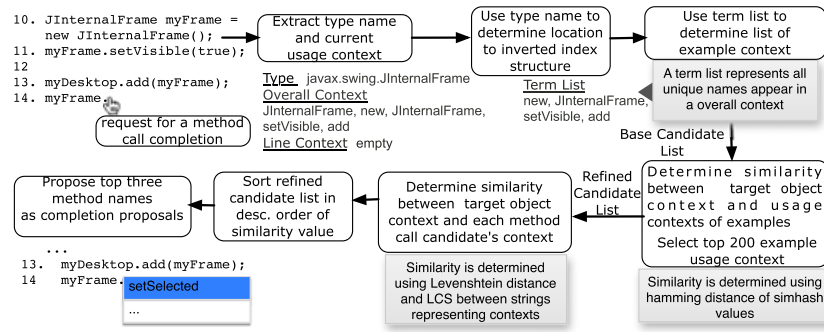 10. JInternalFrame myFrame =
new JInternalFrame();
11. myFrame.setVisible(true);
12
13. myDesktop.add(myFrame);
14. myFrame.
request for a method
call completion
Extract type name
and current
usage context
Type javax.swing.JInternalFrame
Overall Context
JInternalFrame, new, JInternalFrame,
setVisible, add
Line Context empty
Use type name to
determine location
to inverted index
structure
Term List
new, JInternalFrame,
setVisible, add
Use term list to
determine list of
example context
A term list represents all
unique names appear in
a overall context
Base Candidate
List
Determine similarity
between target object
context and usage
contexts of examples
Select top 200 example
usage context
Similarity is determined using
hamming distance of simhash
values
Refined
Candidate
List
Determine similarity
between target object
context and each method
call candidate's context
Similarity is determined
using Levenshtein distance
and LCS between strings
representing contexts
Sort refined
candidate list in
desc. order of
similarity value
Propose top three
method names
as completion proposals
...
13. myDesktop.add(myFrame);
14 myFrame.
setSelected
...